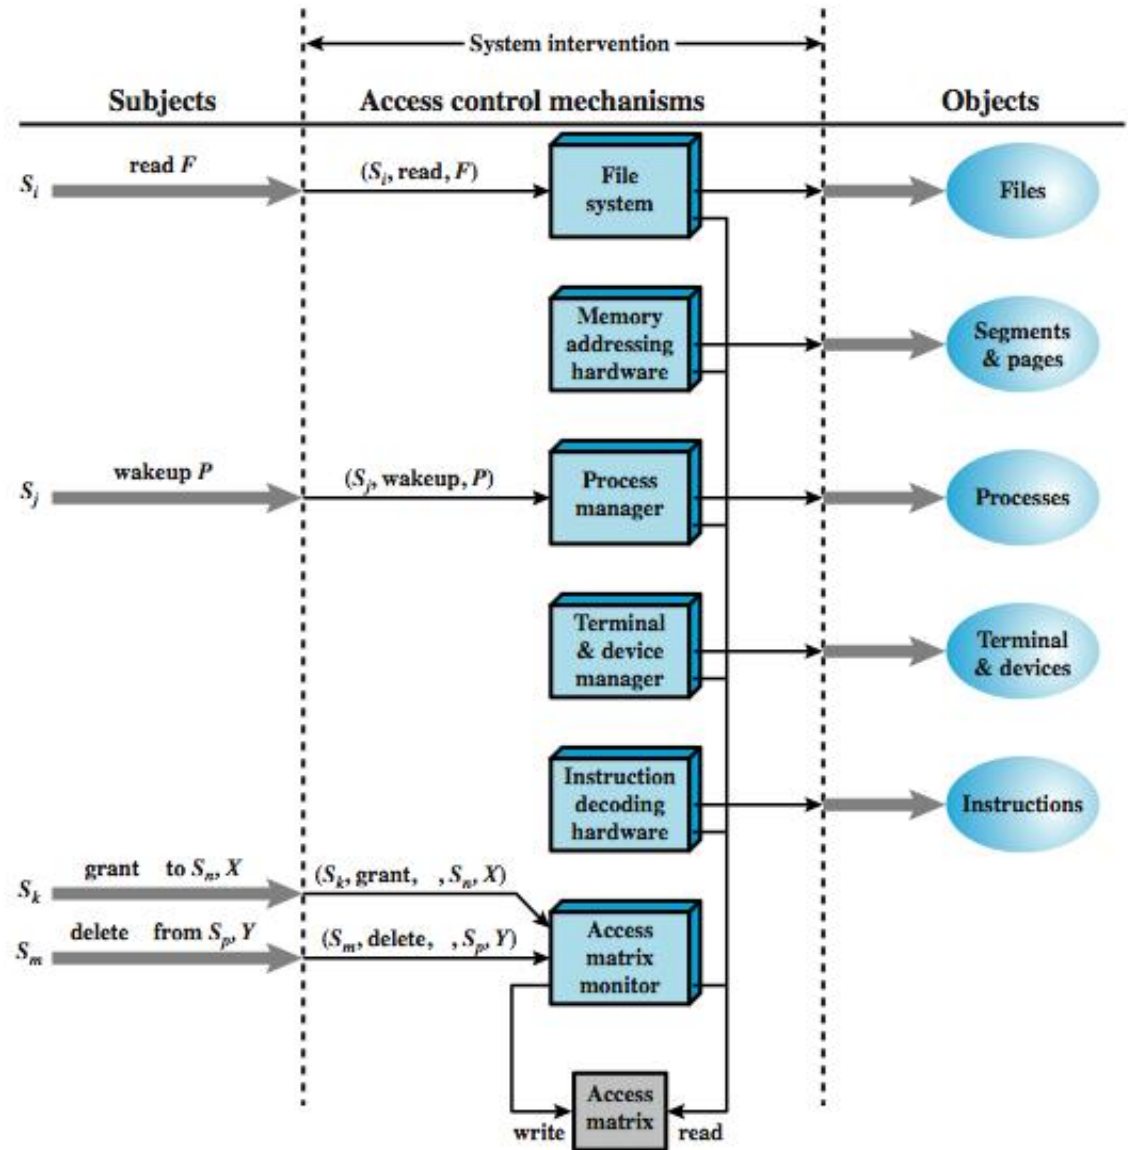 System intervention
Subjects Access control mechanisms Objects
read F
Si
(Si, read, F)
File
system
Files
Memory
addressing
hardware
Segments
& pages
wakeup P
Sj
(Sj, wakeup, P)
Process
manager
Processes
Terminal
& device
manager
Terminal
& devices
Instruction
decoding
hardware
Instructions
grant to Sn, X
Sk
(Sk, grant, , Sn, X)
delete from Sp, Y
Sm
(Sm, delete, , Sp, Y)
Access
matrix
monitor
Access
matrix
write
read